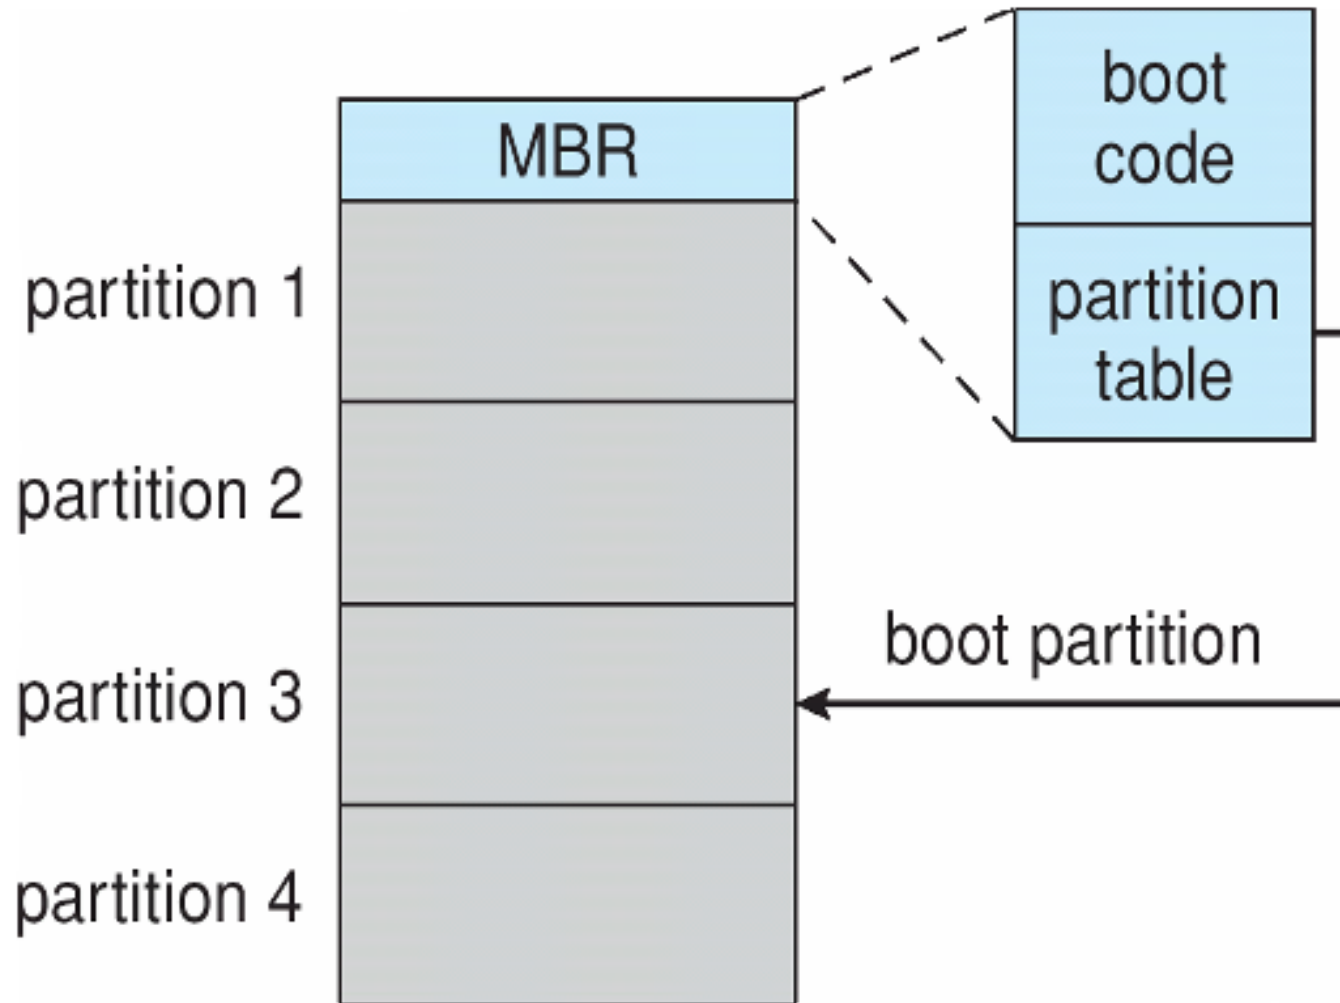 boot
code
MBR
partition 1
partition
table
partition 2
boot partition
partition 3
partition 4